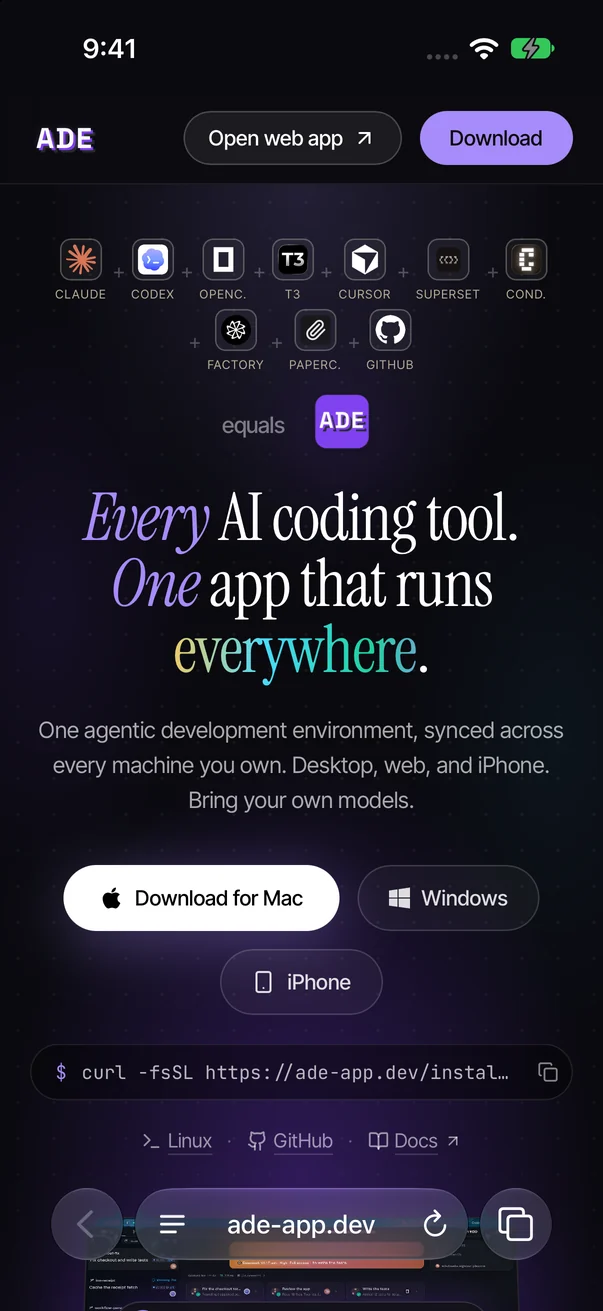 9:41
ADE
Open web app
Download
T3
CLAUDE
CODEX
OPENC.
T3
CURSOR
SUPERSET
COND.
FACTORY
PAPERC.
GITHUB
equals
ADE
Every AI coding tool.
One app that runs
everywhere.
One agentic development environment, synced across
every machine you own. Desktop, web, and iPhone.
Bring your own models.
Download for Mac
Windows
iPhone
$ curl -fsSL https://ade-app.dev/instal…
Linux · GitHub · Docs
ade-app.dev